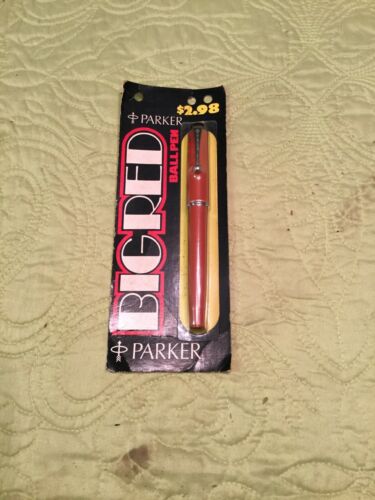 $2.98
PARKER
BIG RED
BALL PEN
PARKER